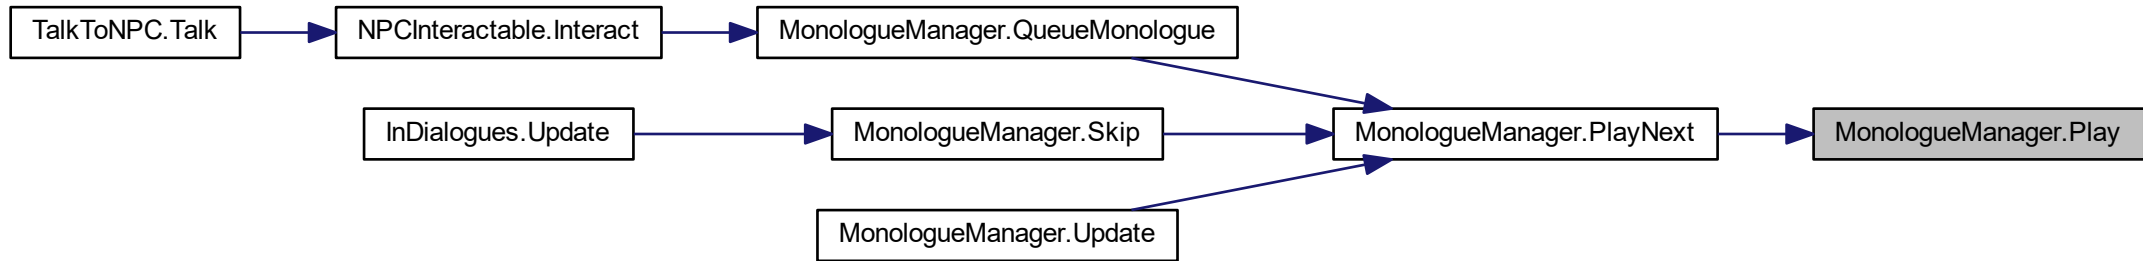 TalkToNPC.Talk
NPCInteractable.Interact
MonologueManager.QueueMonologue
InDialogues.Update
MonologueManager.Skip
MonologueManager.PlayNext
MonologueManager.Play
MonologueManager.Update